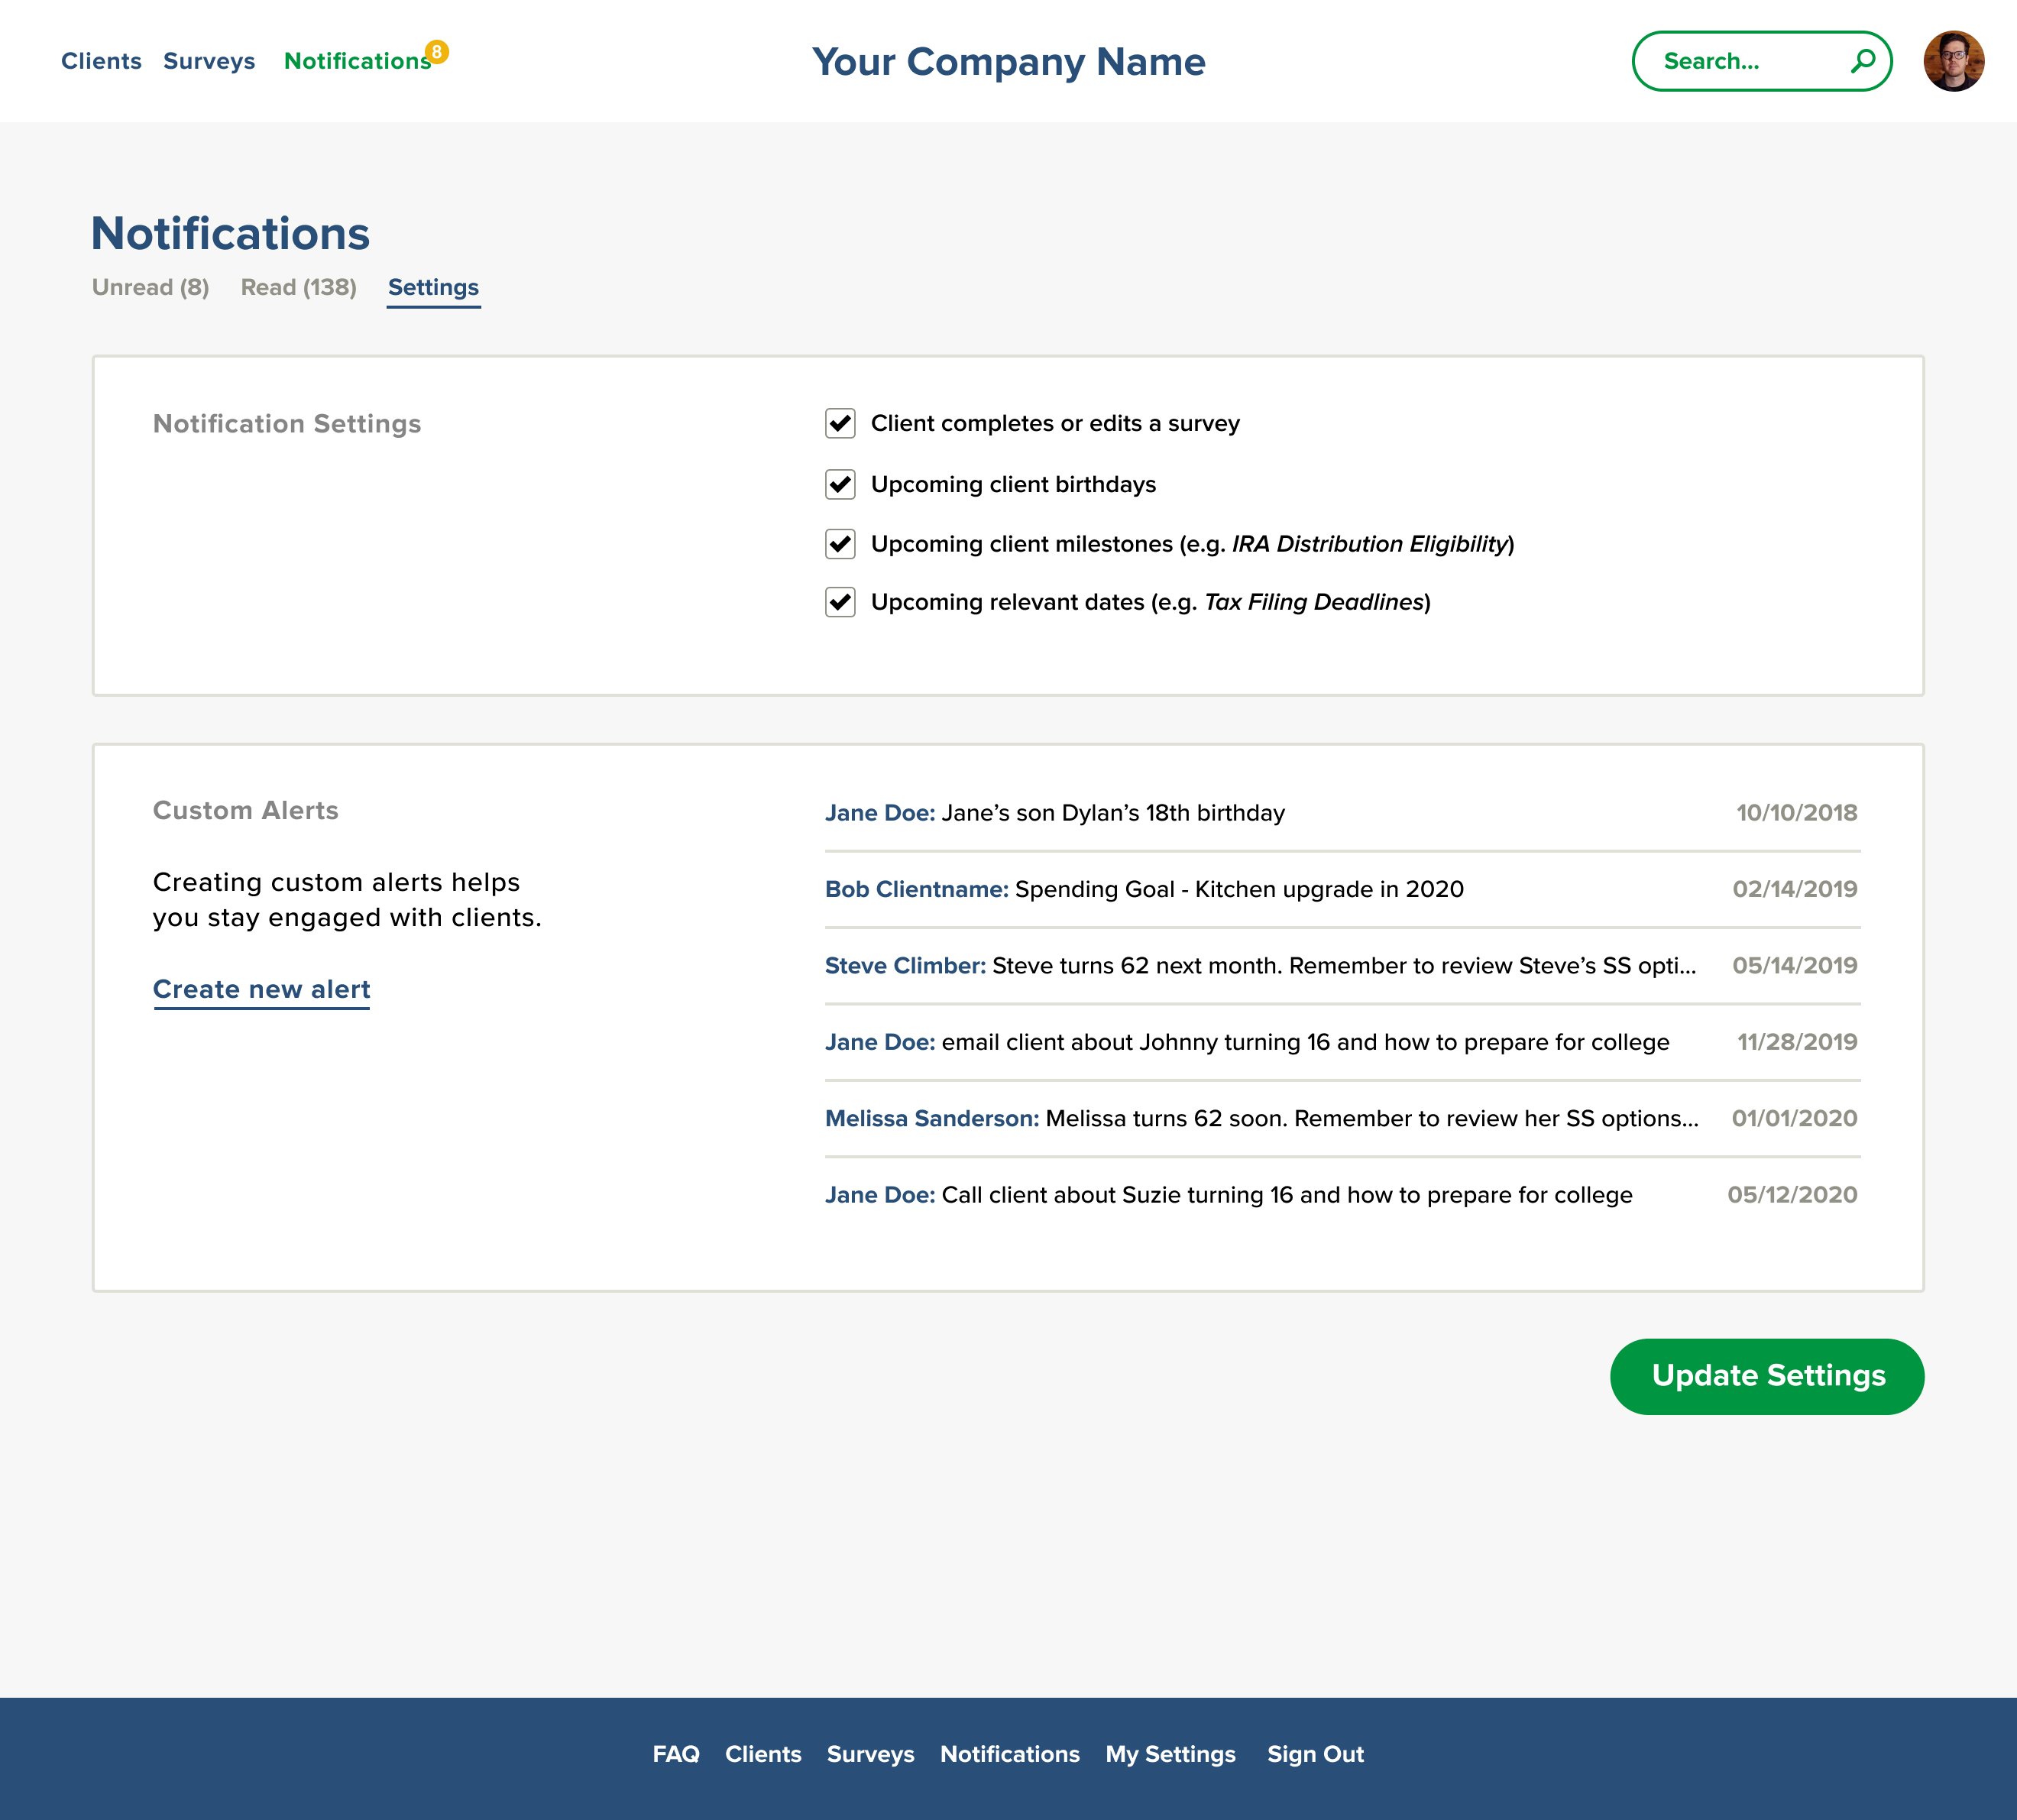 Clients Surveys Notifications 8
Your Company Name
Search...
Notifications
Unread (8) Read (138) Settings
Notification Settings
Client completes or edits a survey
Upcoming client birthdays
Upcoming client milestones (e.g. IRA Distribution Eligibility)
Upcoming relevant dates (e.g. Tax Filing Deadlines)
Custom Alerts
Creating custom alerts helps
you stay engaged with clients.
Create new alert
Jane Doe: Jane’s son Dylan’s 18th birthday 10/10/2018
Bob Clientname: Spending Goal - Kitchen upgrade in 2020 02/14/2019
Steve Climber: Steve turns 62 next month. Remember to review Steve’s SS opti... 05/14/2019
Jane Doe: email client about Johnny turning 16 and how to prepare for college 11/28/2019
Melissa Sanderson: Melissa turns 62 soon. Remember to review her SS options... 01/01/2020
Jane Doe: Call client about Suzie turning 16 and how to prepare for college 05/12/2020
Update Settings
FAQ Clients Surveys Notifications My Settings Sign Out